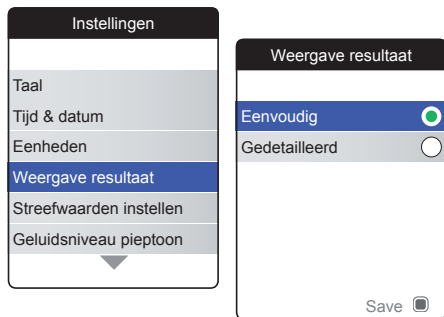 Instellingen
Taal
Tijd & datum
Eenheden
Weergave resultaat
Streefwaarden instellen
Geluidsniveau pieptoon
Weergave resultaat
Eenvoudig
Gedetailleerd
Save